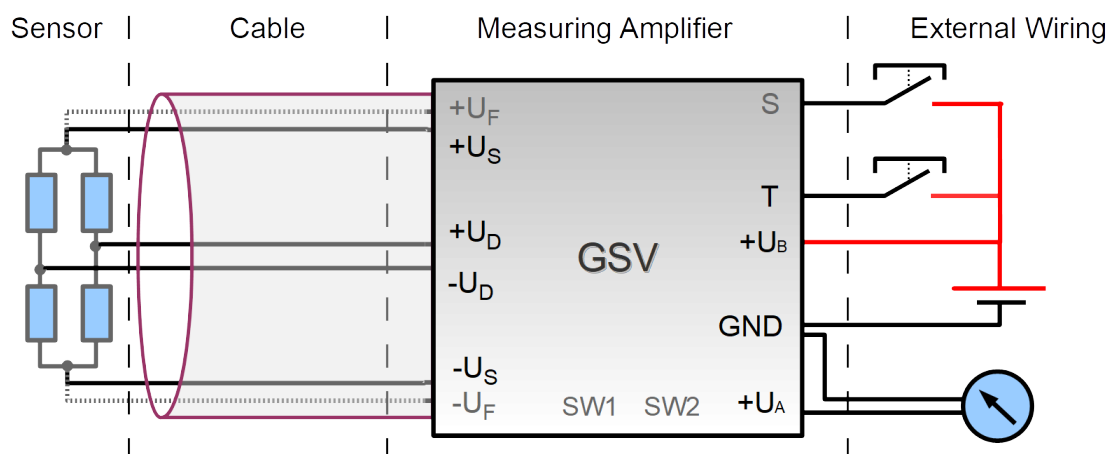 Sensor
Cable
Measuring Amplifier
External Wiring
+UF
+US
+UD
-UD
-US
-UF
GSV
SW1 SW2
S
T
+UB
GND
+UA